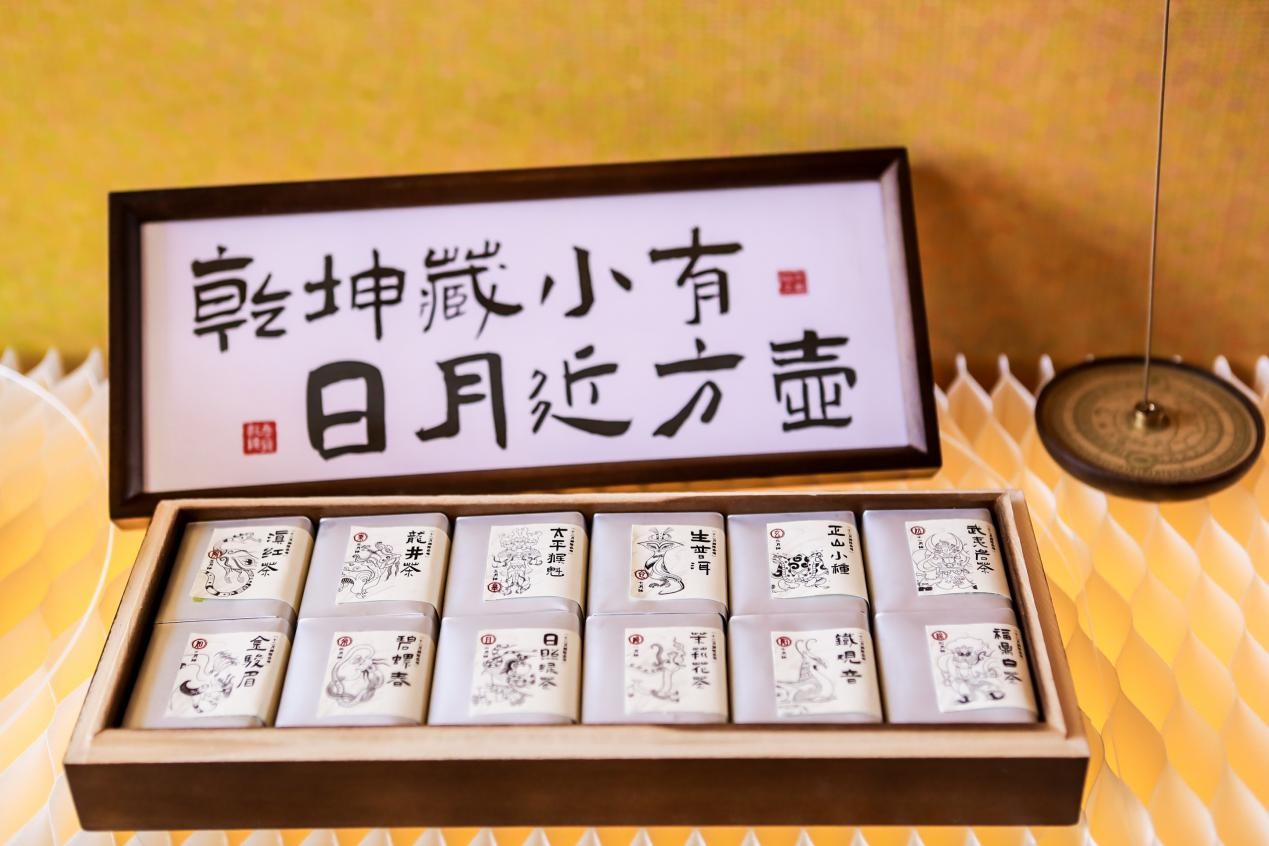 乾坤藏小有
日月近方壺
滇紅茶
龍井茶
太平猴魁
生普洱
正山小種
武夷岩茶
金駿眉
碧螺春
日照绿茶
茉莉花茶
鐵觀音
福鼎白茶